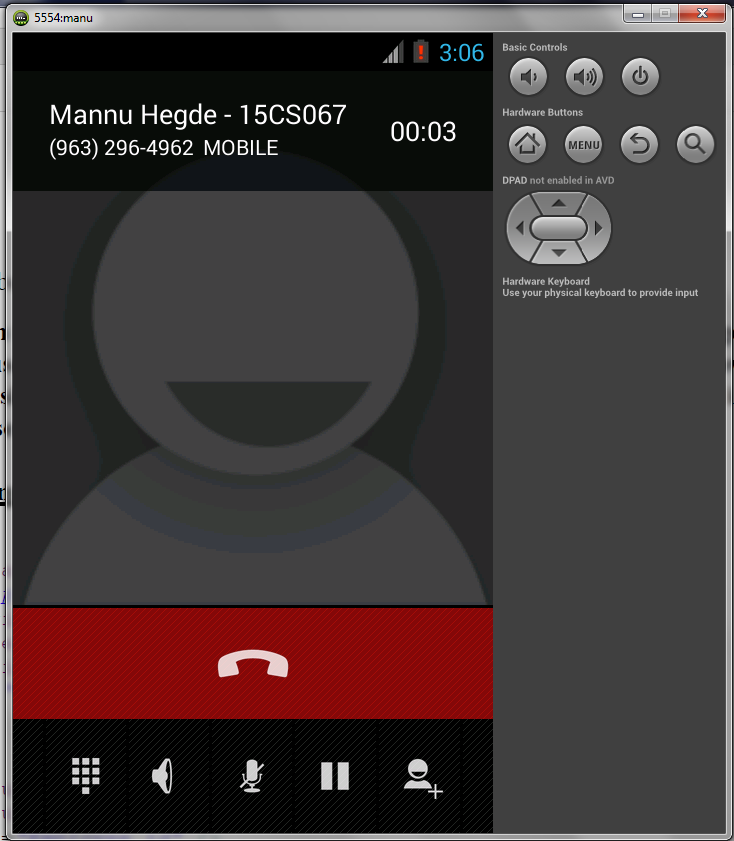 5554:manu
3:06
Mannu Hegde - 15CS067
(963) 296-4962 MOBILE
00:03
Basic Controls
Hardware Buttons
MENU
DPAD not enabled in AVD
Hardware Keyboard
Use your physical keyboard to provide input